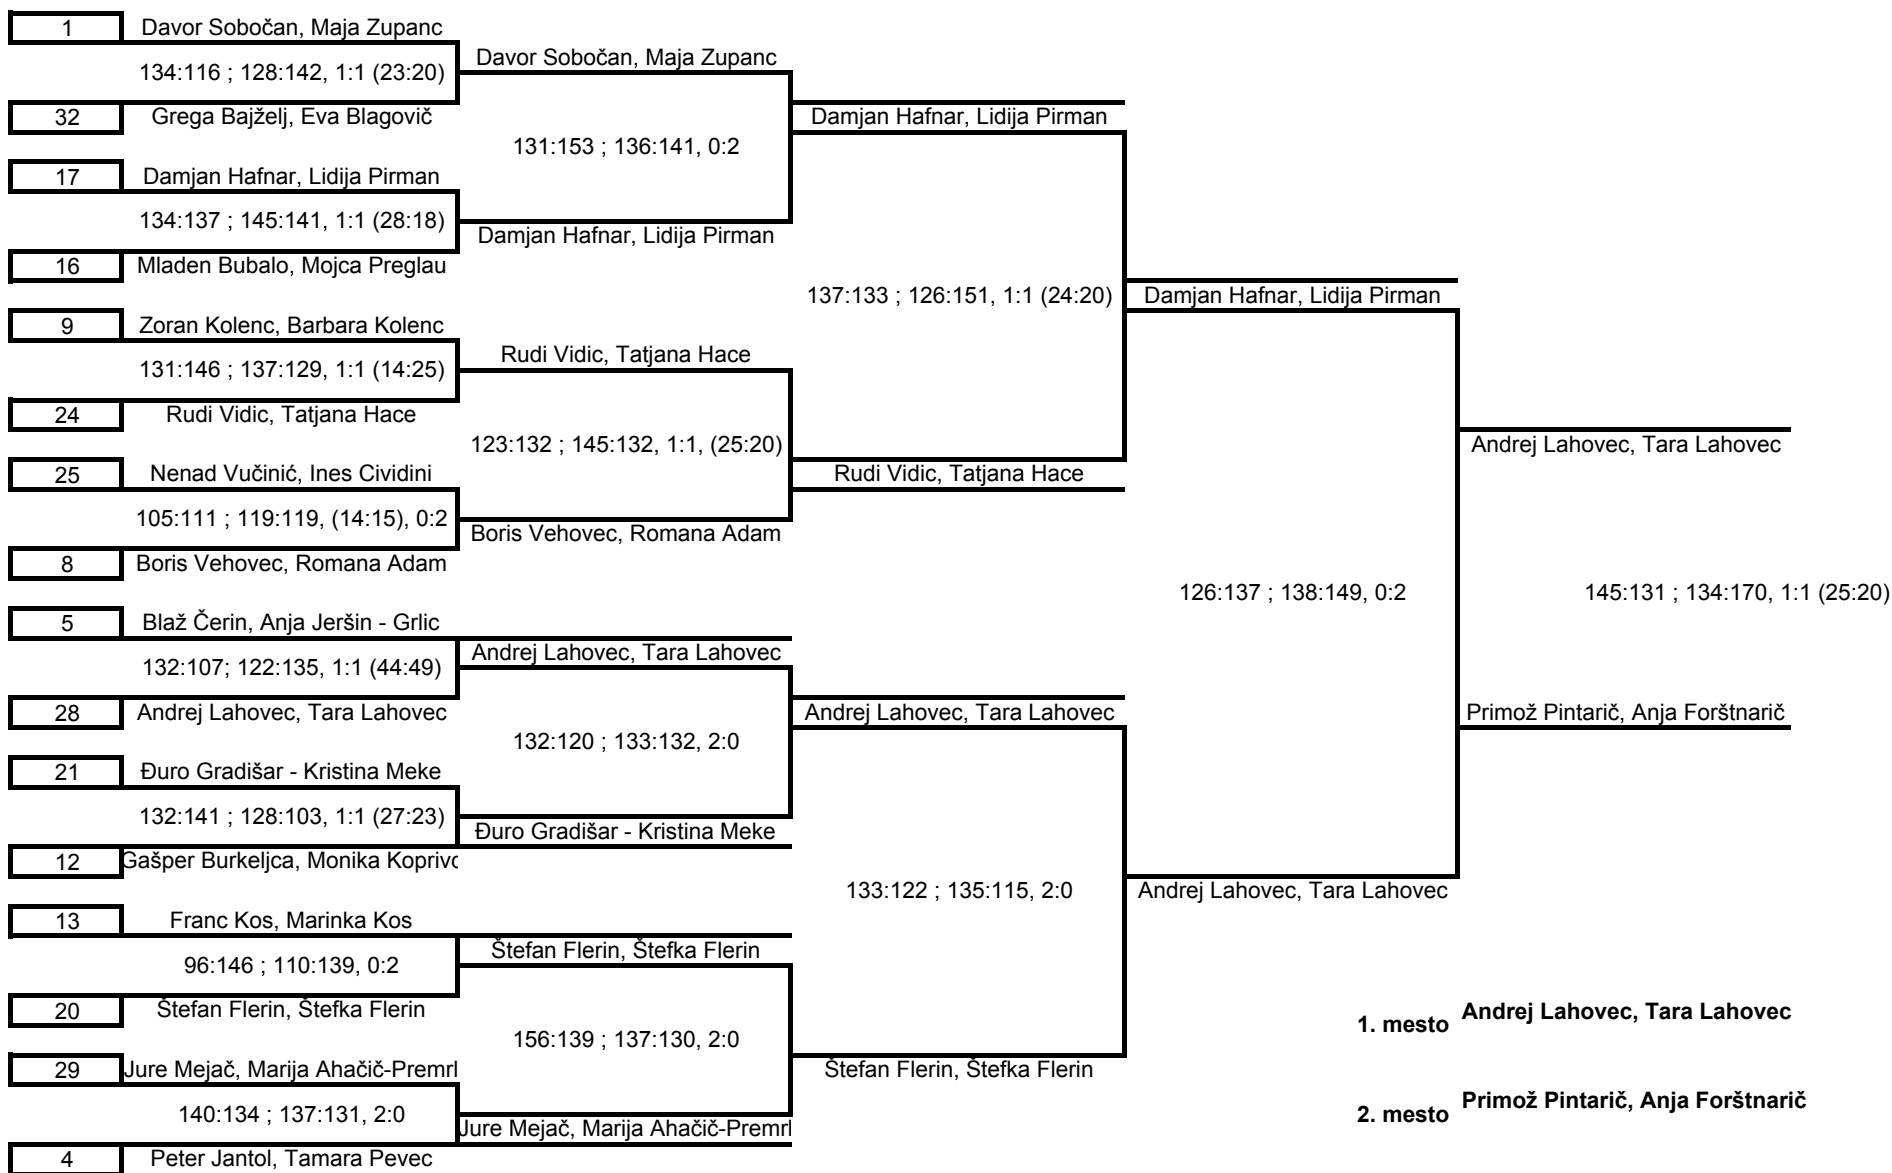 1 Davor Sobočan, Maja Zupanc
134:116 ; 128:142, 1:1 (23:20)
32 Grega Bajželj, Eva Blagovič
17 Damjan Hafnar, Lidija Pirman
134:137 ; 145:141, 1:1 (28:18)
16 Mladen Bubalo, Mojca Preglau
9 Zoran Kolenc, Barbara Kolenc
131:146 ; 137:129, 1:1 (14:25)
24 Rudi Vidic, Tatjana Hace
25 Nenad Vučinić, Ines Cividini
105:111 ; 119:119, (14:15), 0:2
8 Boris Vehovec, Romana Adam
5 Blaž Čerin, Anja Jeršin - Grlic
132:107; 122:135, 1:1 (44:49)
28 Andrej Lahovec, Tara Lahovec
21 Đuro Gradišar - Kristina Meke
132:141 ; 128:103, 1:1 (27:23)
12 Gašper Burkeljca, Monika Koprivc
13 Franc Kos, Marinka Kos
96:146 ; 110:139, 0:2
20 Štefan Flerin, Štefka Flerin
29 Jure Mejač, Marija Ahačič-Premrl
140:134 ; 137:131, 2:0
4 Peter Jantol, Tamara Pevec
Davor Sobočan, Maja Zupanc
131:153 ; 136:141, 0:2
Damjan Hafnar, Lidija Pirman
Rudi Vidic, Tatjana Hace
123:132 ; 145:132, 1:1, (25:20)
Boris Vehovec, Romana Adam
Andrej Lahovec, Tara Lahovec
132:120 ; 133:132, 2:0
Đuro Gradišar - Kristina Meke
Štefan Flerin, Štefka Flerin
156:139 ; 137:130, 2:0
Jure Mejač, Marija Ahačič-Premrl
Damjan Hafnar, Lidija Pirman
137:133 ; 126:151, 1:1 (24:20)
Rudi Vidic, Tatjana Hace
Andrej Lahovec, Tara Lahovec
133:122 ; 135:115, 2:0
Štefan Flerin, Štefka Flerin
Damjan Hafnar, Lidija Pirman
126:137 ; 138:149, 0:2
Andrej Lahovec, Tara Lahovec
Andrej Lahovec, Tara Lahovec
145:131 ; 134:170, 1:1 (25:20)
Primož Pintarič, Anja Forštnarič
1. mesto Andrej Lahovec, Tara Lahovec
2. mesto Primož Pintarič, Anja Forštnarič